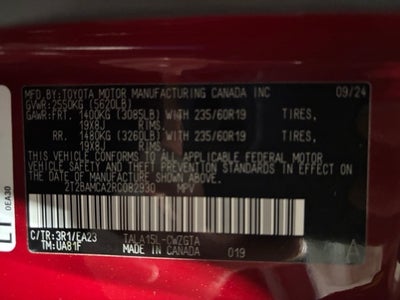 MFD.BY:TOYOTA MOTOR MANUFACTURING CANADA INC 09/24
GVWR:2550KG (5620LB)
GAWR:FRT. 1400KG (3085LB) WITH 235/60R19 TIRES,
19X8J RIMS,
RR. 1480KG (3260LB) WITH 235/60R19 TIRES,
19X8J RIMS,
THIS VEHICLE CONFORMS TO ALL APPLICABLE FEDERAL MOTOR
VEHICLE SAFETY AND THEFT PREVENTION STANDARDS IN EFFECT
ON THE DATE OF MANUFACTURE SHOWN ABOVE.
2T2BAMCA2RC082930 MPV
C/TR:3R1/EA23 TALA15L-CWZGTA
TM:UA81F MADE IN CANADA 019
A
0EA30